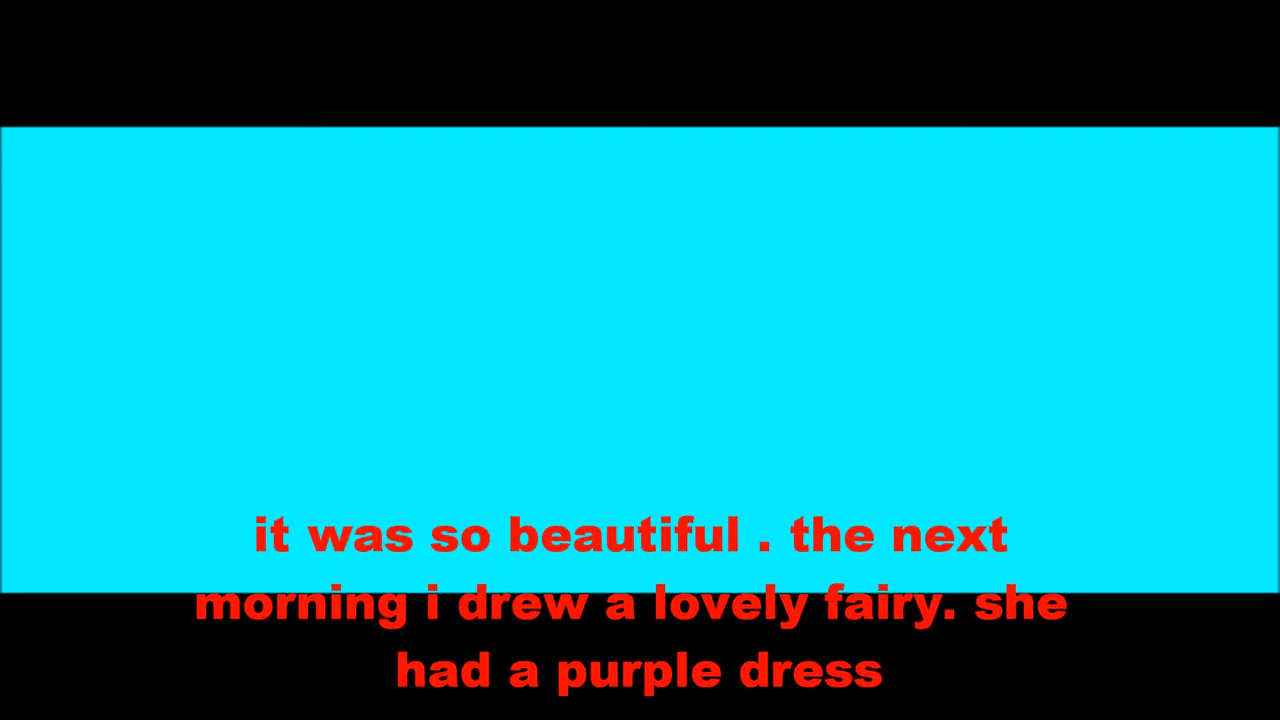 it was so beautiful . the next
morning i drew a lovely fairy. she
had a purple dress